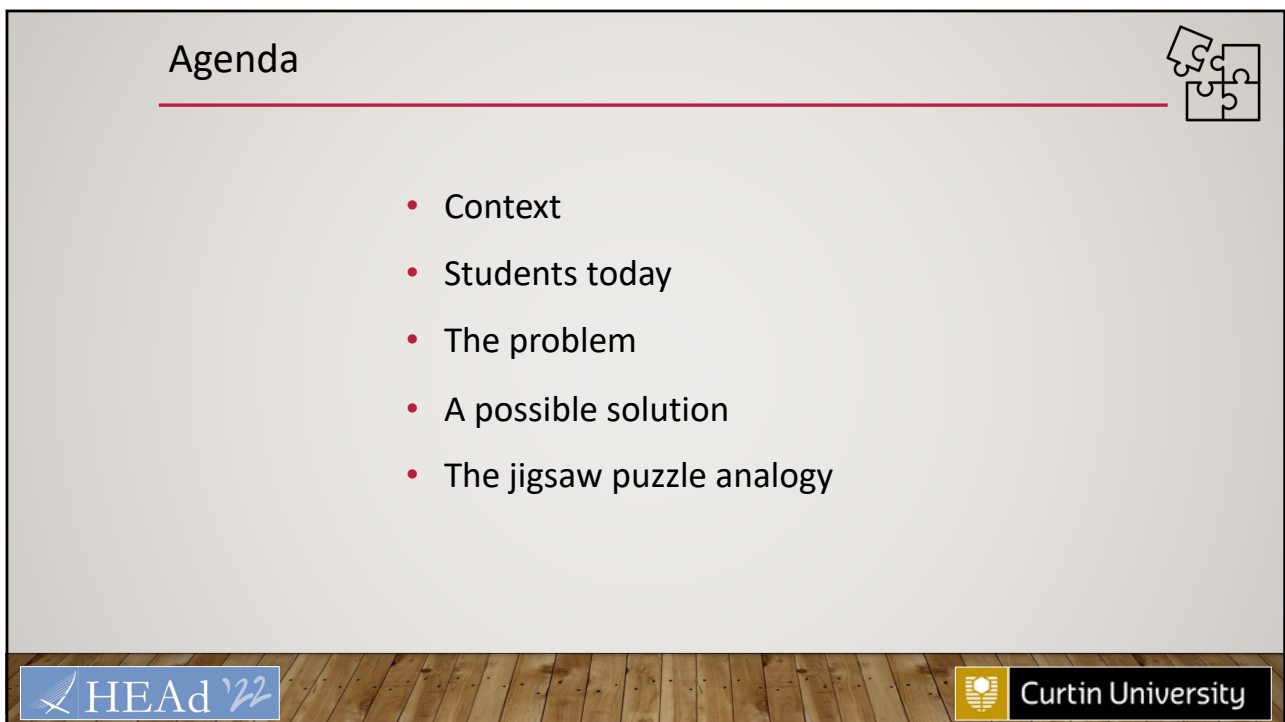 Agenda
• Context
• Students today
• The problem
• A possible solution
• The jigsaw puzzle analogy
HEAd '22
Curtin University